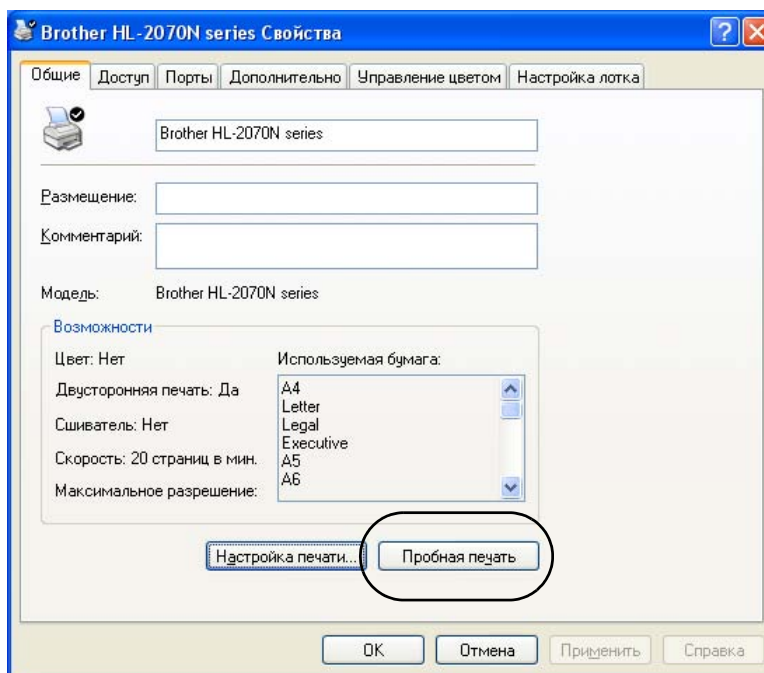 Brother HL-2070N series Свойства
Общие Доступ Порты Дополнительно Управление цветом Настройка лотка
Brother HL-2070N series
Размещение:
Комментарий:
Модель: Brother HL-2070N series
Возможности
Цвет: Нет
Используемая бумага:
Двусторонняя печать: Да
Сшиватель: Нет
Скорость: 20 страниц в мин.
Максимальное разрешение:
A4
Letter
Legal
Executive
A5
A6
Настройка печати... Пробная печать
OK Отмена Применить Справка